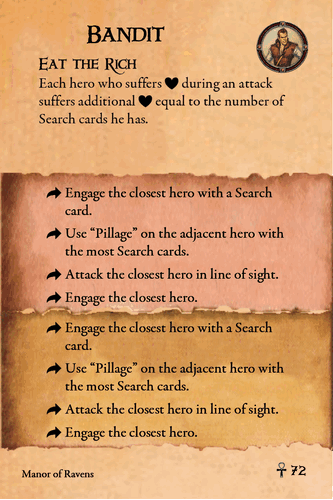 Bandit
Eat the Rich
Each hero who suffers ♥ during an attack
suffers additional ♥ equal to the number of
Search cards he has.
Engage the closest hero with a Search
card.
Use “Pillage” on the adjacent hero with
the most Search cards.
Attack the closest hero in line of sight.
Engage the closest hero.
Engage the closest hero with a Search
card.
Use “Pillage” on the adjacent hero with
the most Search cards.
Attack the closest hero in line of sight.
Engage the closest hero.
Manor of Ravens
72